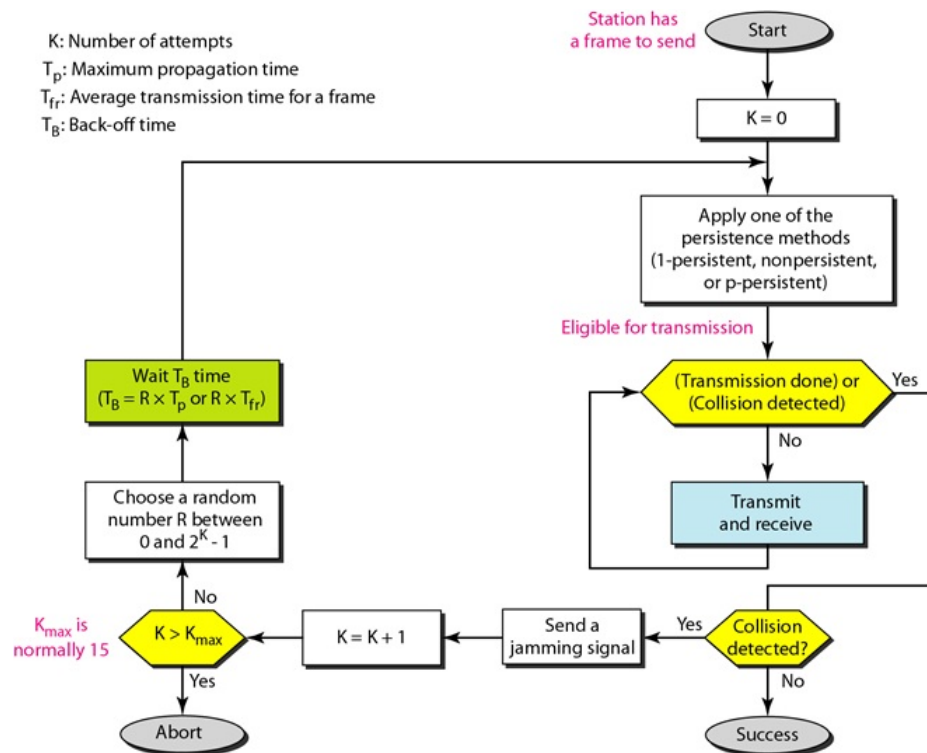 Station has
a frame to send
Start
K: Number of attempts
Tp: Maximum propagation time
Tfr: Average transmission time for a frame
TB: Back-off time
K = 0
Apply one of the
persistence methods
(1-persistent, nonpersistent,
or p-persistent)
Eligible for transmission
Wait TB time
(TB = R × Tp or R × Tfr)
(Transmission done) or
(Collision detected)
Yes
No
Choose a random
number R between
0 and 2^K - 1
Transmit
and receive
No
Kmax is
normally 15
K > Kmax
K = K + 1
Send a
jamming signal
Yes
Collision
detected?
Yes
No
Abort
Success